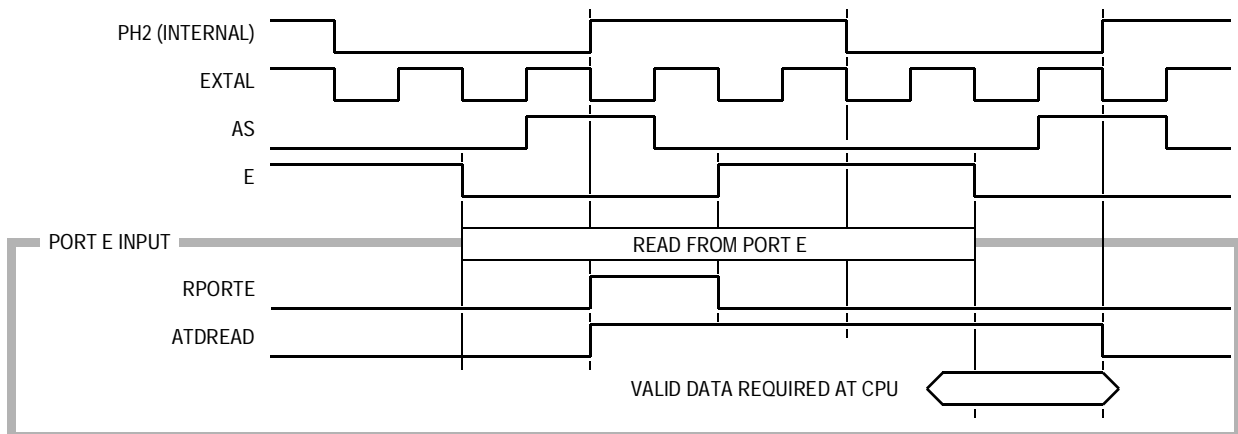 PH2 (INTERNAL)
EXTAL
AS
E
PORT E INPUT
READ FROM PORT E
RPORTE
ATDREAD
VALID DATA REQUIRED AT CPU